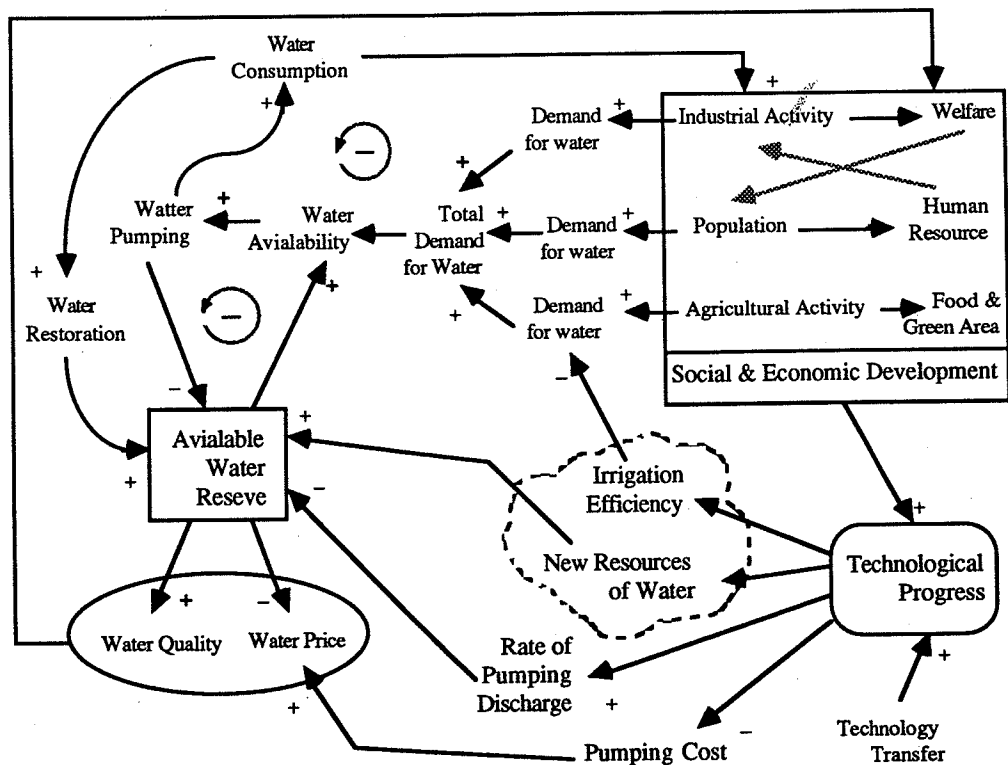 Water
Consumption
+
+
Demand
for water
+
Industrial Activity
Welfare
−
+
Watter
Pumping
+
Water
Avialability
Total
Demand
for Water
+
Demand
for water
+
Population
Human
Resource
+
Water
Restoration
−
+
+
Demand
for water
+
Agricultural Activity
Food &
Green Area
−
−
Social & Economic Development
+
+
Avialable
Water
Reseve
−
Irrigation
Efficiency
+
New Resources
of Water
Technological
Progress
+
−
Water Quality
Water Price
Rate of
Pumping
Discharge
+
+
+
Pumping Cost
−
Technology
Transfer